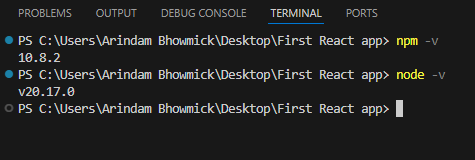 PROBLEMS OUTPUT DEBUG CONSOLE TERMINAL PORTS
PS C:\Users\Arindam Bhowmick\Desktop\First React app> npm -v
10.8.2
PS C:\Users\Arindam Bhowmick\Desktop\First React app> node -v
v20.17.0
PS C:\Users\Arindam Bhowmick\Desktop\First React app>